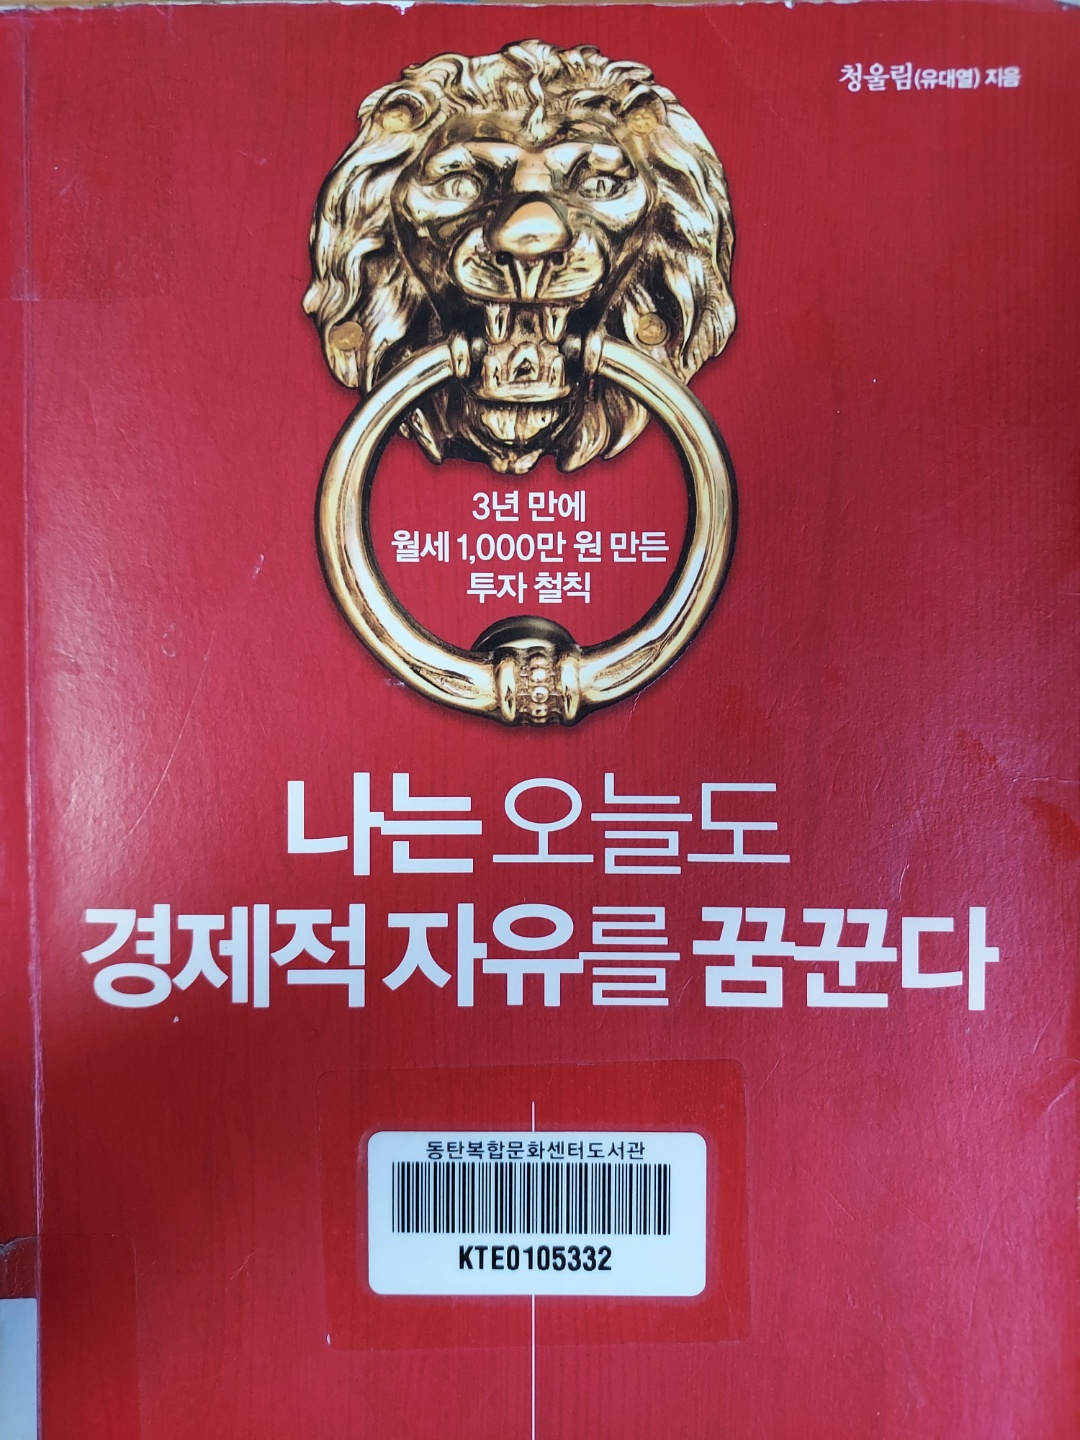 청울림(유대열) 지음
3년 만에
월세 1,000만 원 만든
투자 철칙
나는 오늘도
경제적 자유를 꿈꾼다
동탄복합문화센터도서관
KTE0105332